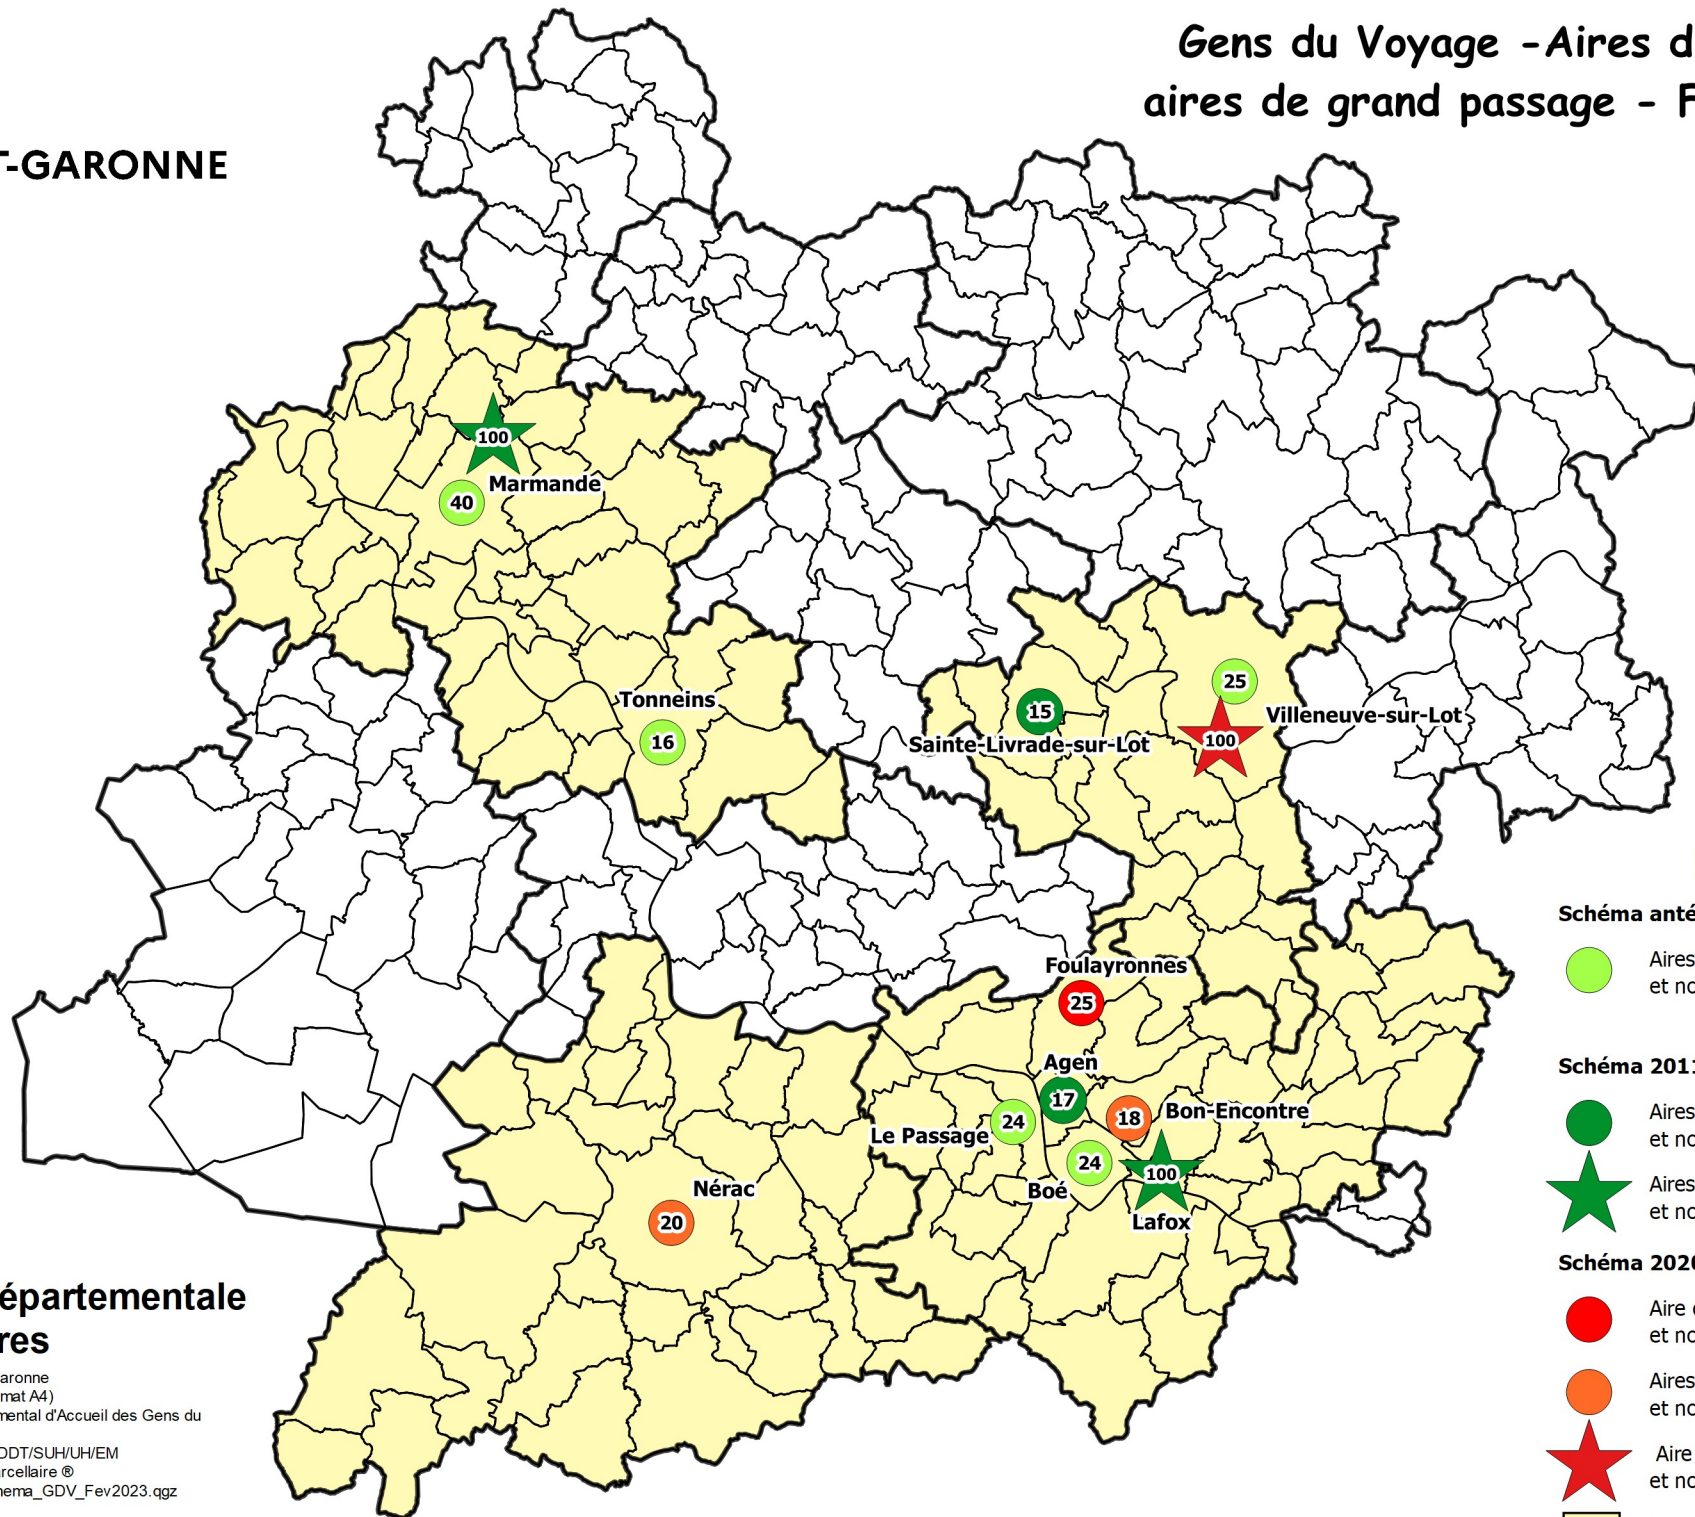 Gens du Voyage -Aires d
aires de grand passage - F
T-GARONNE
100
Marmande
40
Tonneins
16
15
Sainte-Livrade-sur-Lot
25
Villeneuve-sur-Lot
100
Foulayronnes
25
Agen
17
18
Bon-Encontre
24
Le Passage
24
Boé
100
Lafox
Nérac
20
Schéma anté
Aires
et no
Schéma 2011
Aires
et no
Aires
et no
Schéma 2020
Aire
et no
Aires
et no
Aire
et no
épartementale
res
aronne
mat A4)
mental d'Accueil des Gens du
DDT/SUH/UH/EM
arcellaire ®
hema_GDV_Fev2023.qgz